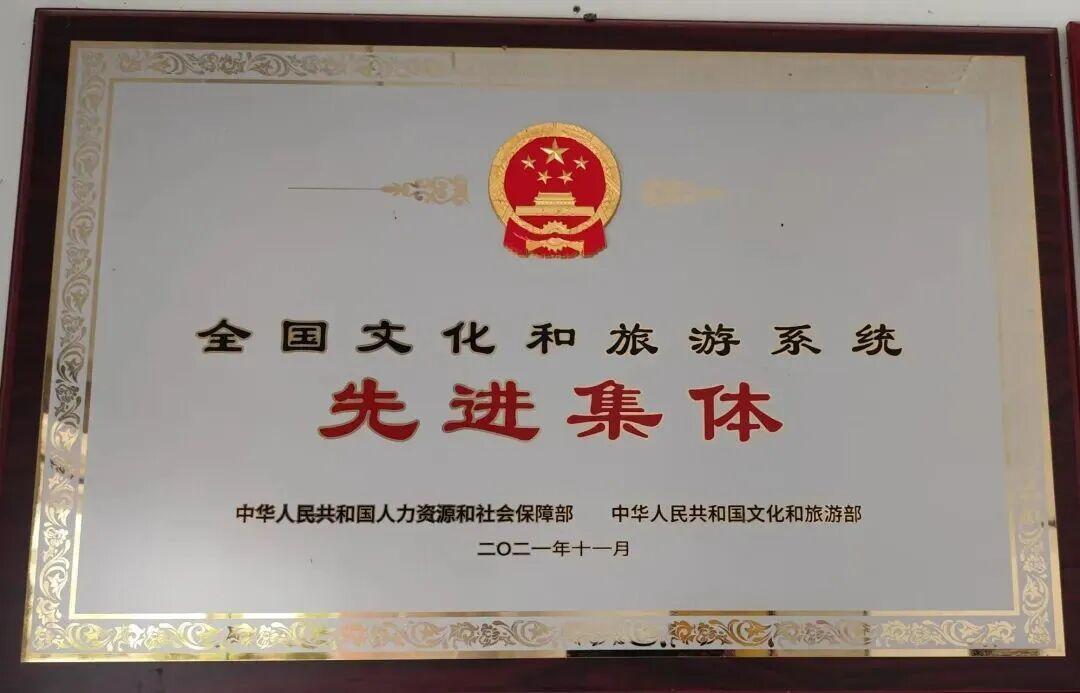 全国文化和旅游系统
先进集体
中华人民共和国人力资源和社会保障部 中华人民共和国文化和旅游部
二〇二一年十一月